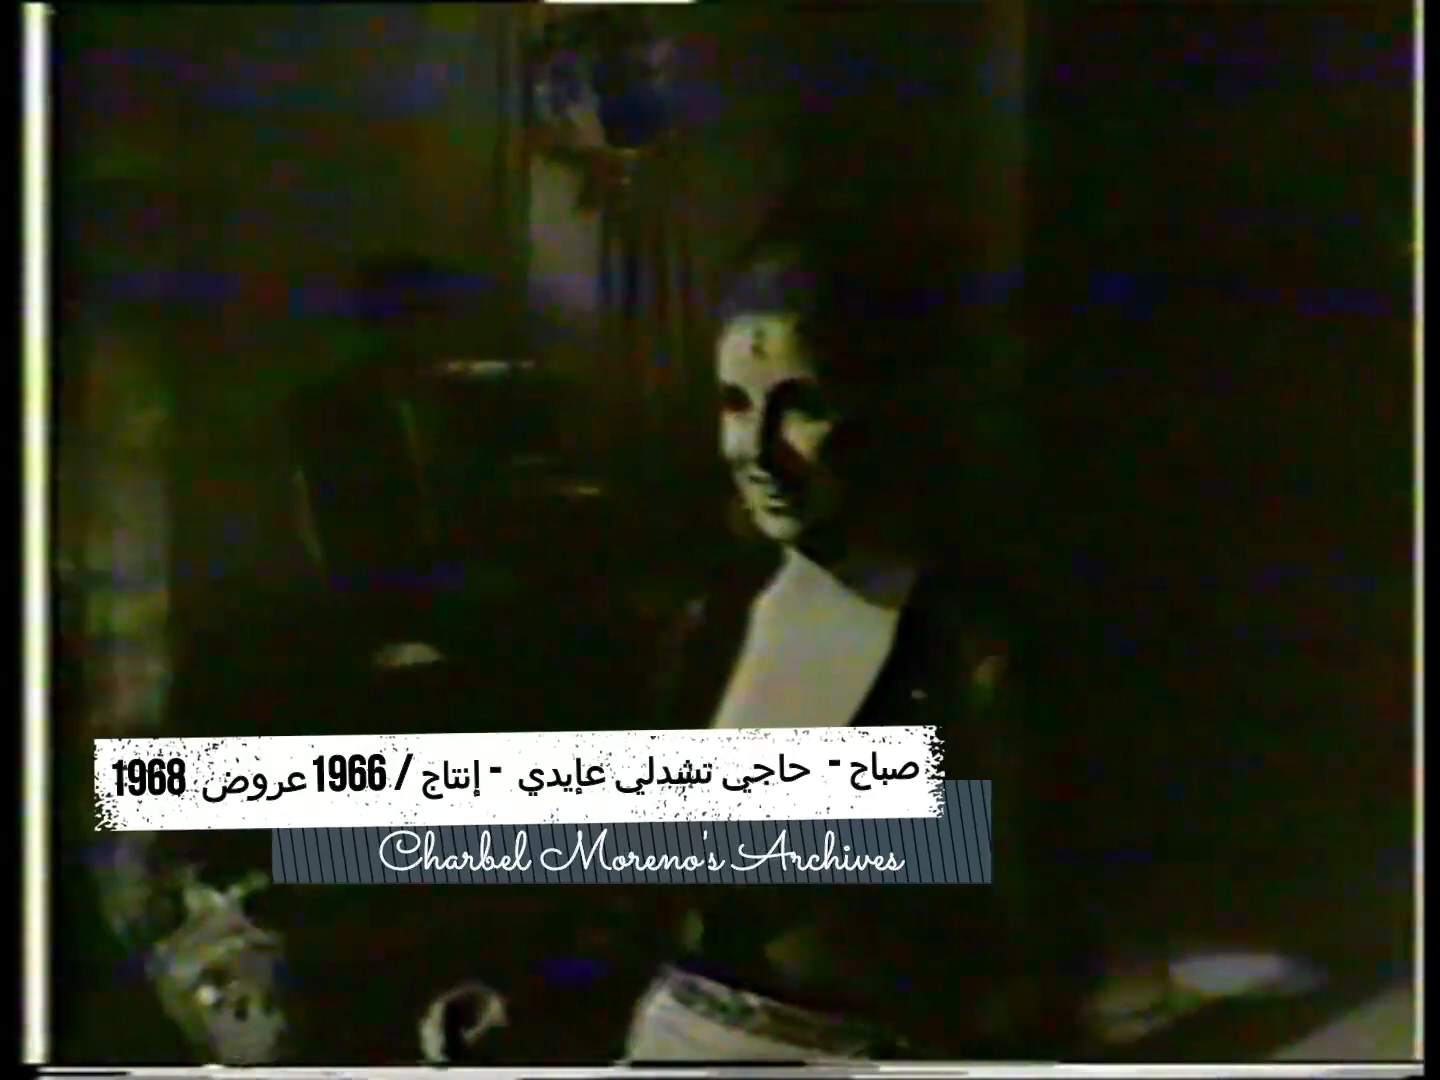 صباح - حاجي تشدلي عإيدي - إنتاج / 1966 عروض 1968
Charbel Moreno's Archives